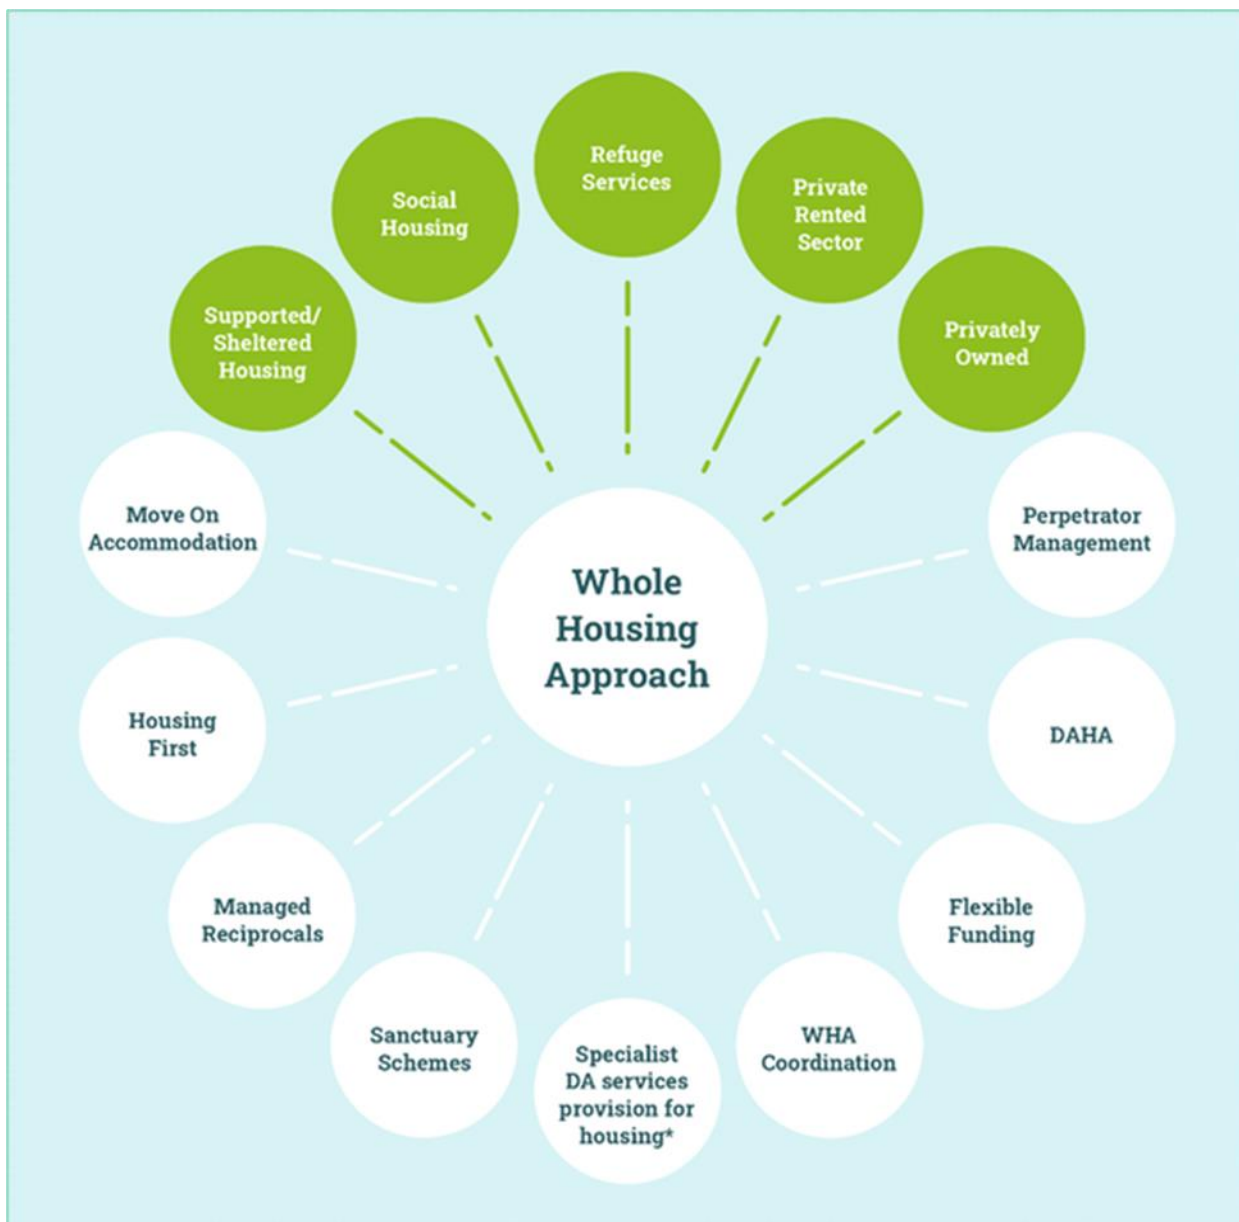 Refuge
Services
Social
Housing
Private
Rented
Sector
Supported/
Sheltered
Housing
Privately
Owned
Move On
Accommodation
Perpetrator
Management
Whole
Housing
Approach
Housing
First
DAHA
Managed
Reciprocals
Flexible
Funding
Sanctuary
Schemes
WHA
Coordination
Specialist
DA services
provision for
housing*